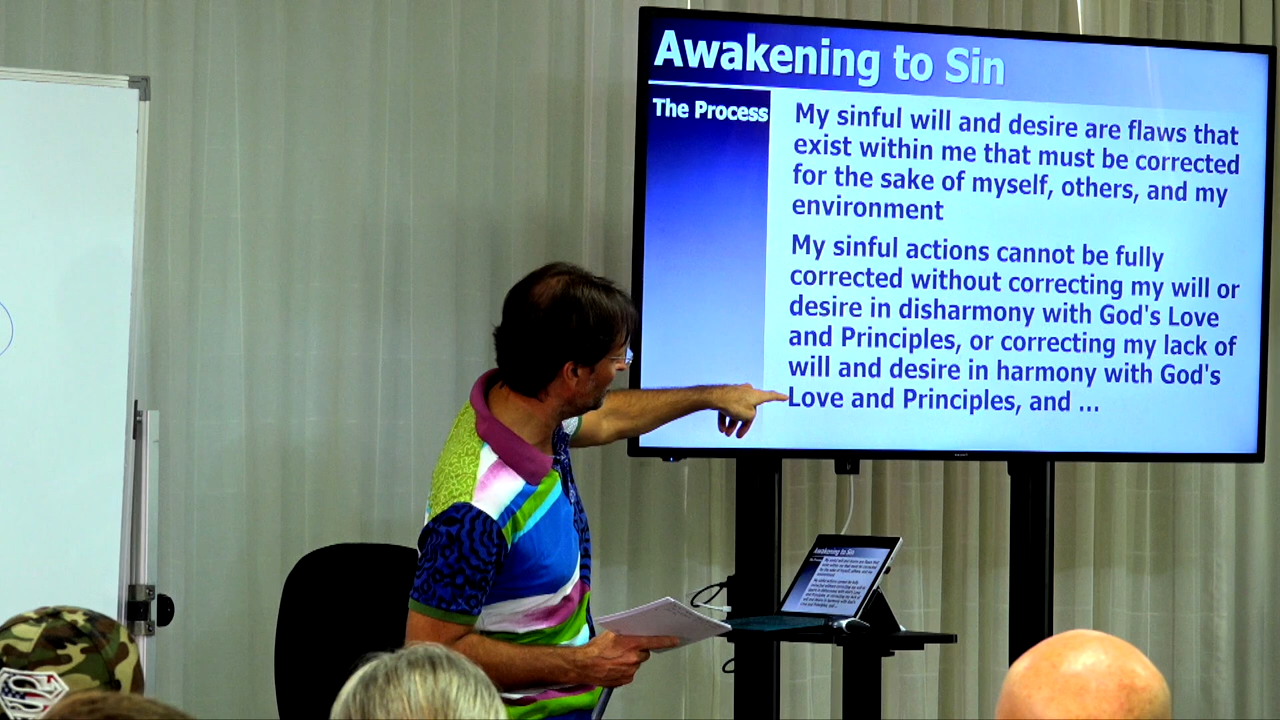 Awakening to Sin
The Process
My sinful will and desire are flaws that
exist within me that must be corrected
for the sake of myself, others, and my
environment
My sinful actions cannot be fully
corrected without correcting my will or
desire in disharmony with God's Love
and Principles, or correcting my lack of
will and desire in harmony with God's
Love and Principles, and ...
Awakening to Sin